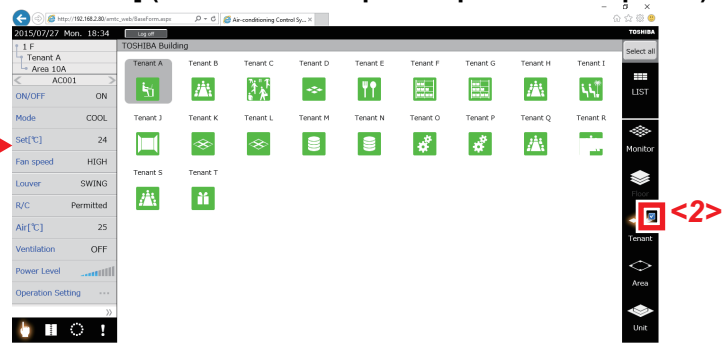 http://192.168.2.80/amtc_web/BaseForm.aspx
Air-conditioning Control Sy...
2015/07/27 Mon. 18:34
Log off
TOSHIBA
1 F
Tenant A
Area 10A
AC001
ON/OFF ON
Mode COOL
Set[℃] 24
Fan speed HIGH
Louver SWING
R/C Permitted
Air[℃] 25
Ventilation OFF
Power Level
Operation Setting ...
TOSHIBA Building
Tenant A Tenant B Tenant C Tenant D Tenant E Tenant F Tenant G Tenant H Tenant I
Tenant J Tenant K Tenant L Tenant M Tenant N Tenant O Tenant P Tenant Q Tenant R
Tenant S Tenant T
Select all
LIST
Monitor
Floor
Tenant
Area
Unit
<2>